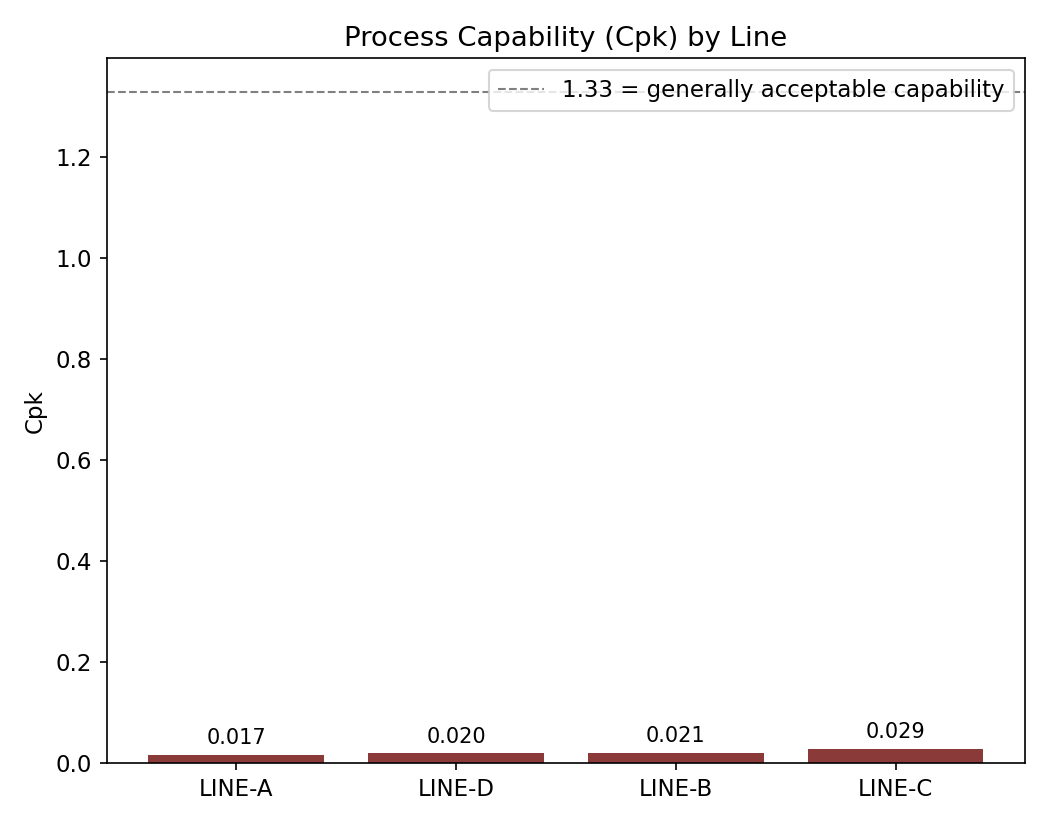 Process Capability (Cpk) by Line
1.33 = generally acceptable capability
Cpk
1.2
1.0
0.8
0.6
0.4
0.2
0.0
0.017
0.020
0.021
0.029
LINE-A
LINE-D
LINE-B
LINE-C